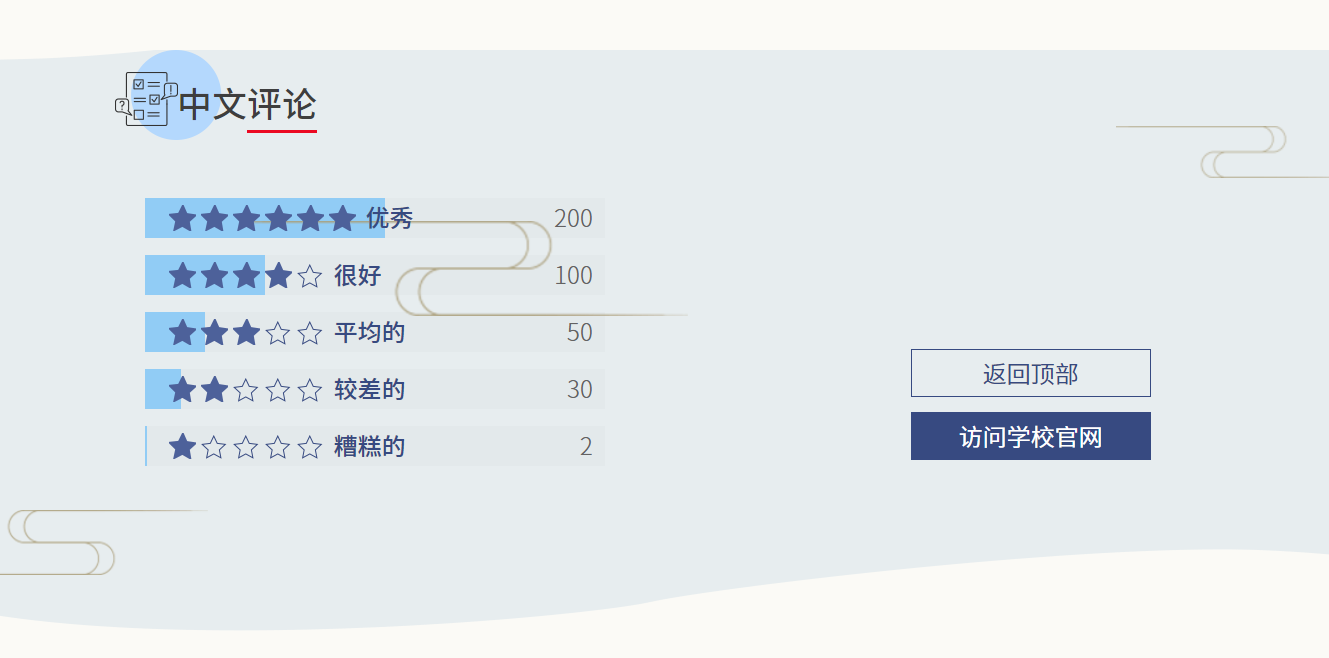 中文评论
优秀 200
很好 100
平均的 50
较差的 30
糟糕的 2
返回顶部
访问学校官网